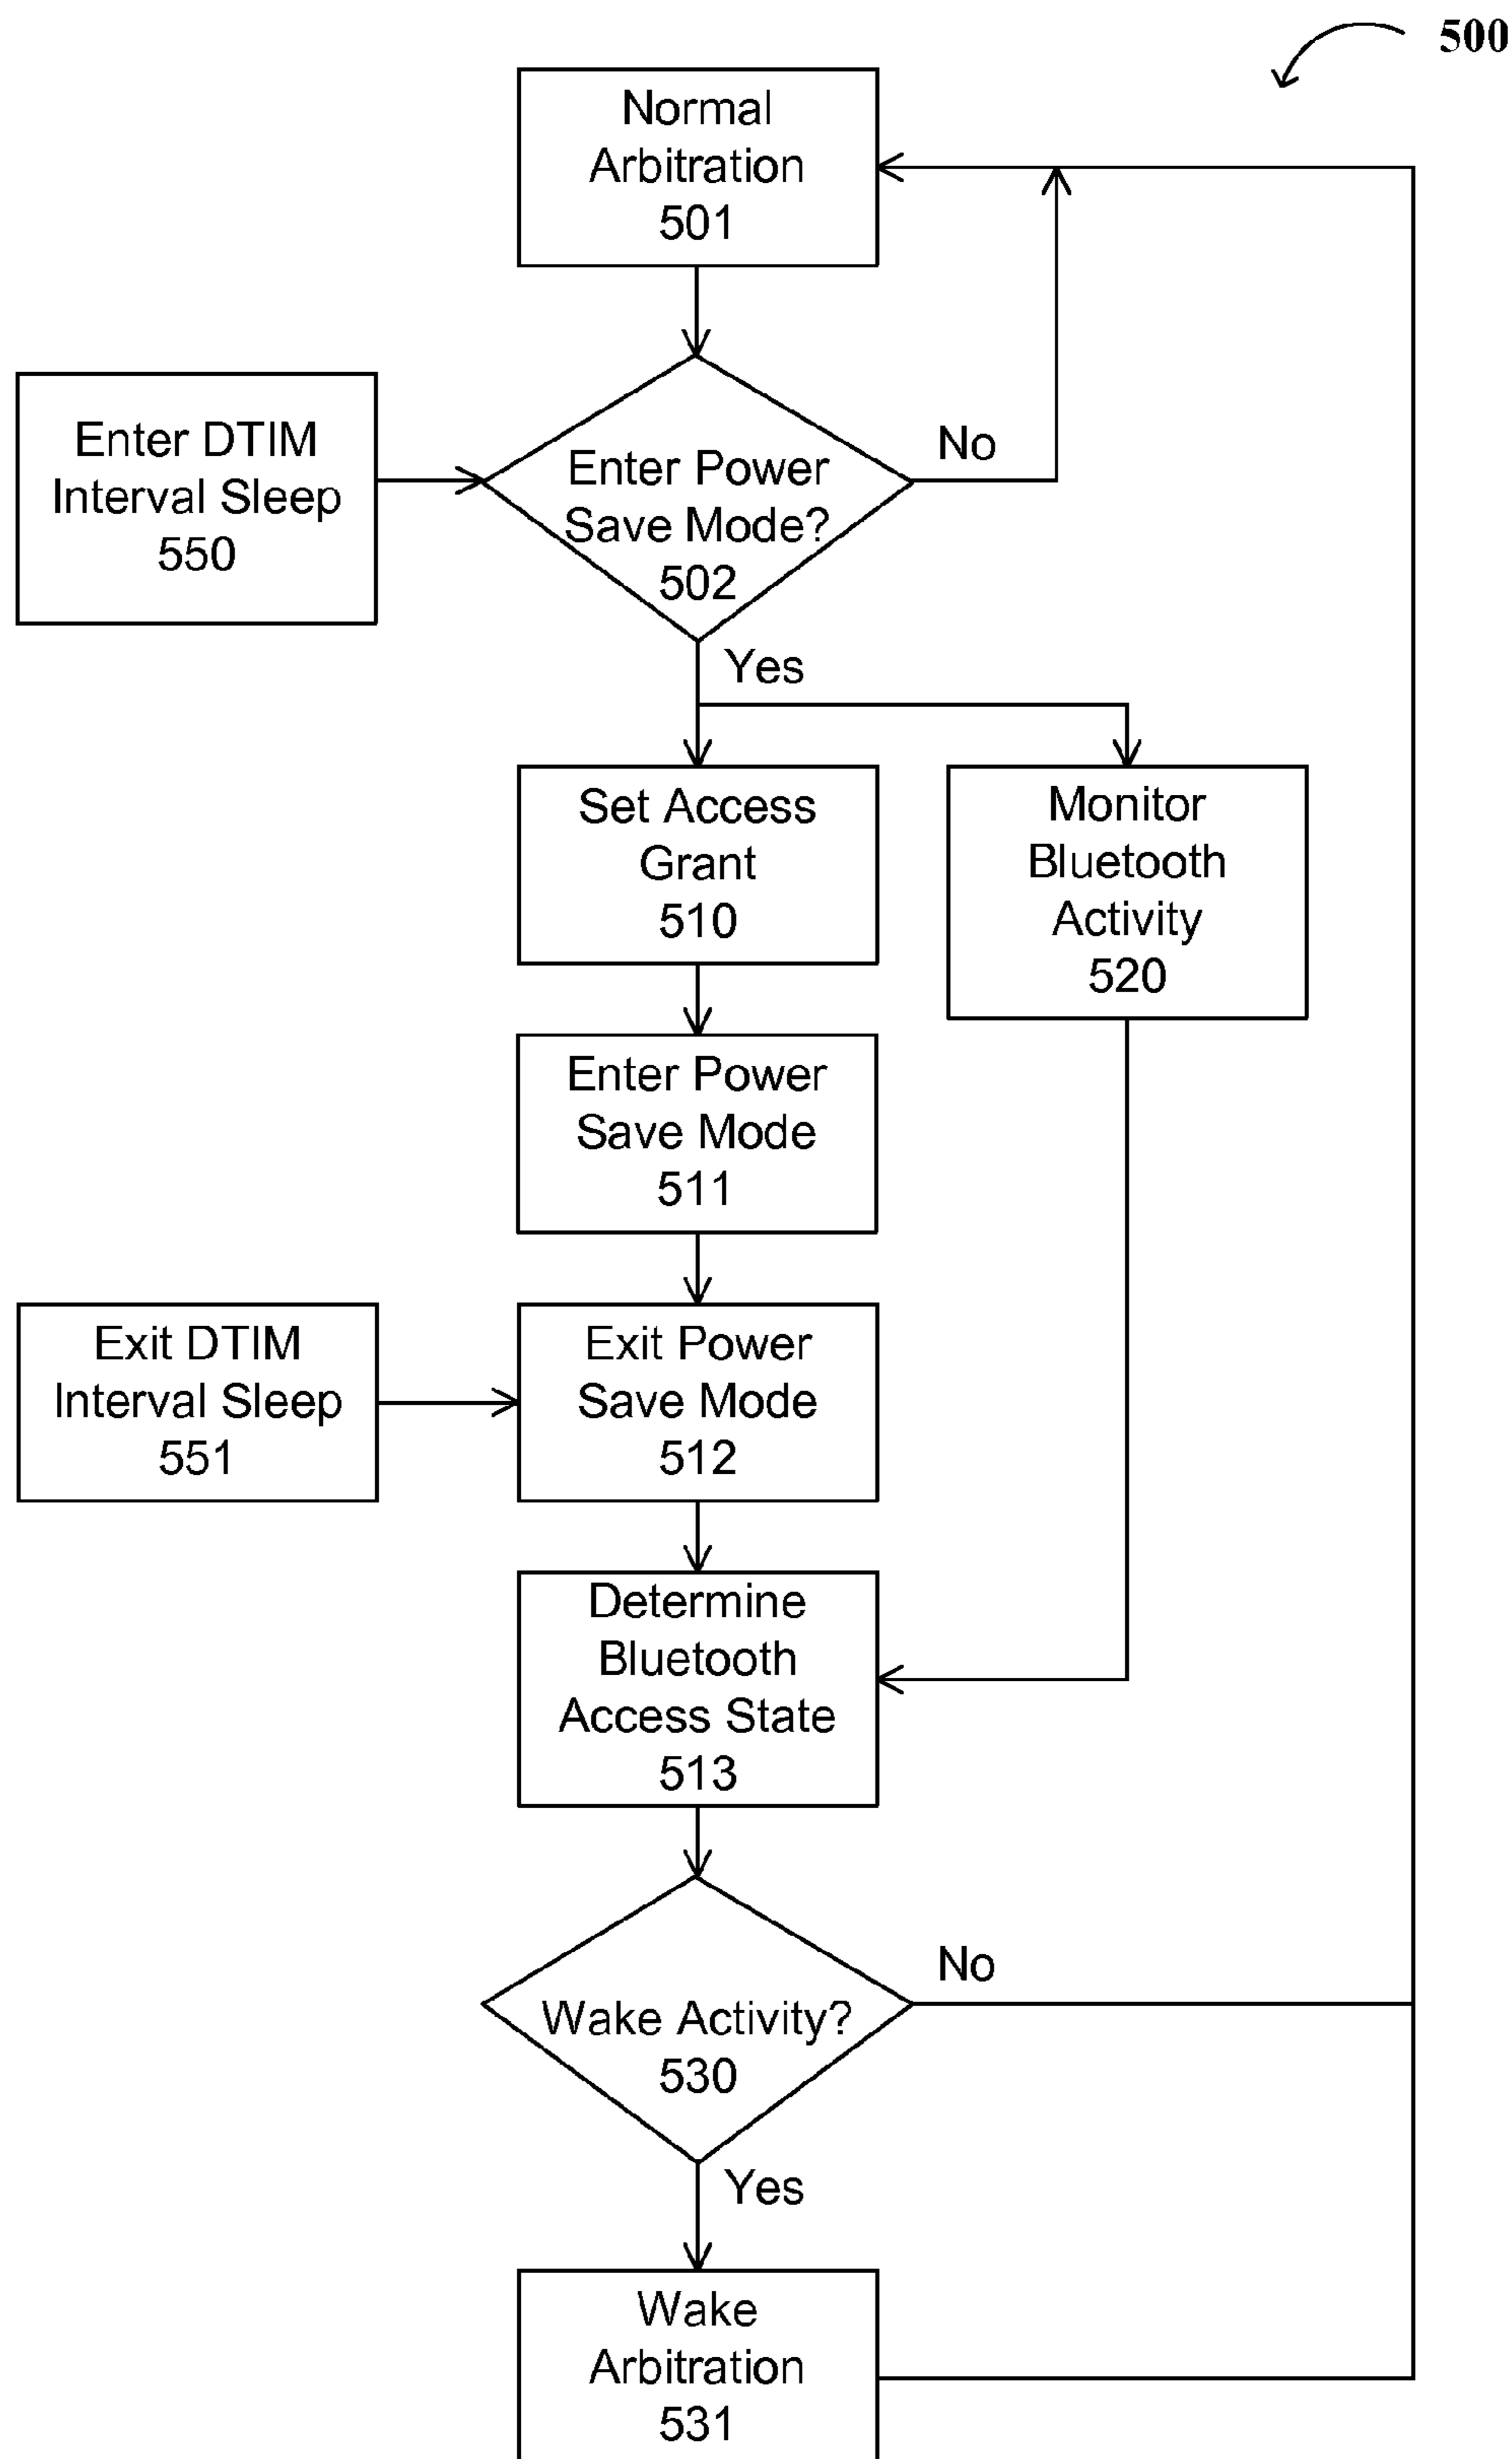 500
Normal
Arbitration
501
Enter DTIM
Interval Sleep
550
Enter Power
Save Mode?
502
No
Yes
Set Access
Grant
510
Monitor
Bluetooth
Activity
520
Enter Power
Save Mode
511
Exit DTIM
Interval Sleep
551
Exit Power
Save Mode
512
Determine
Bluetooth
Access State
513
Wake Activity?
530
No
Yes
Wake
Arbitration
531